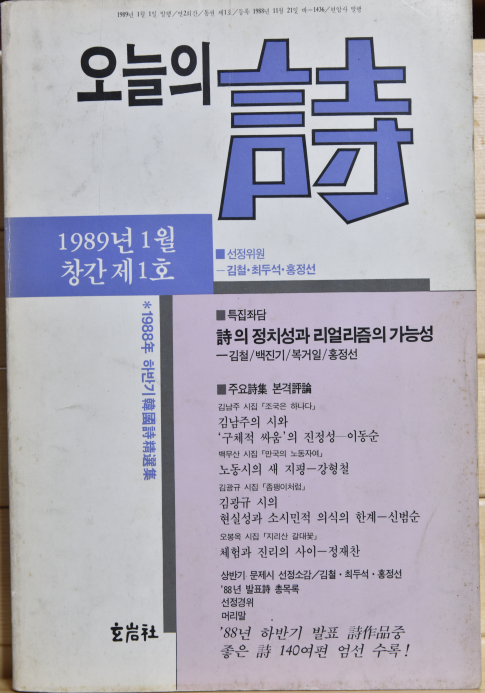 1989년 1월 1일 발행/연2회간/통권 제1호/등록 1988년 11월 21일 바-1436/현암사 발행
오늘의
詩
1989년 1월
창간 제1호
■ 선정위원
—김철·최두석·홍정선
*1988年 하반기 韓國詩精選集
■ 특집좌담
詩의 정치성과 리얼리즘의 가능성
—김철/백진기/복거일/홍정선
■ 주요詩集 본격評論
김남주 시집 「조국은 하나다」
김남주의 시와
‘구체적 싸움’의 진정성—이동순
백무산 시집 「만국의 노동자여」
노동시의 새 지평—강형철
김광규 시집 「좀팽이처럼」
김광규 시의
현실성과 소시민적 의식의 한계—신범순
오봉옥 시집 「지리산 갈대꽃」
체험과 진리의 사이—정재찬
상반기 문제시 선정소감/김철·최두석·홍정선
'88년 발표詩 총목록
선정경위
머리말
'88년 하반기 발표 詩作品중
좋은 詩 140여편 엄선 수록!
玄岩社